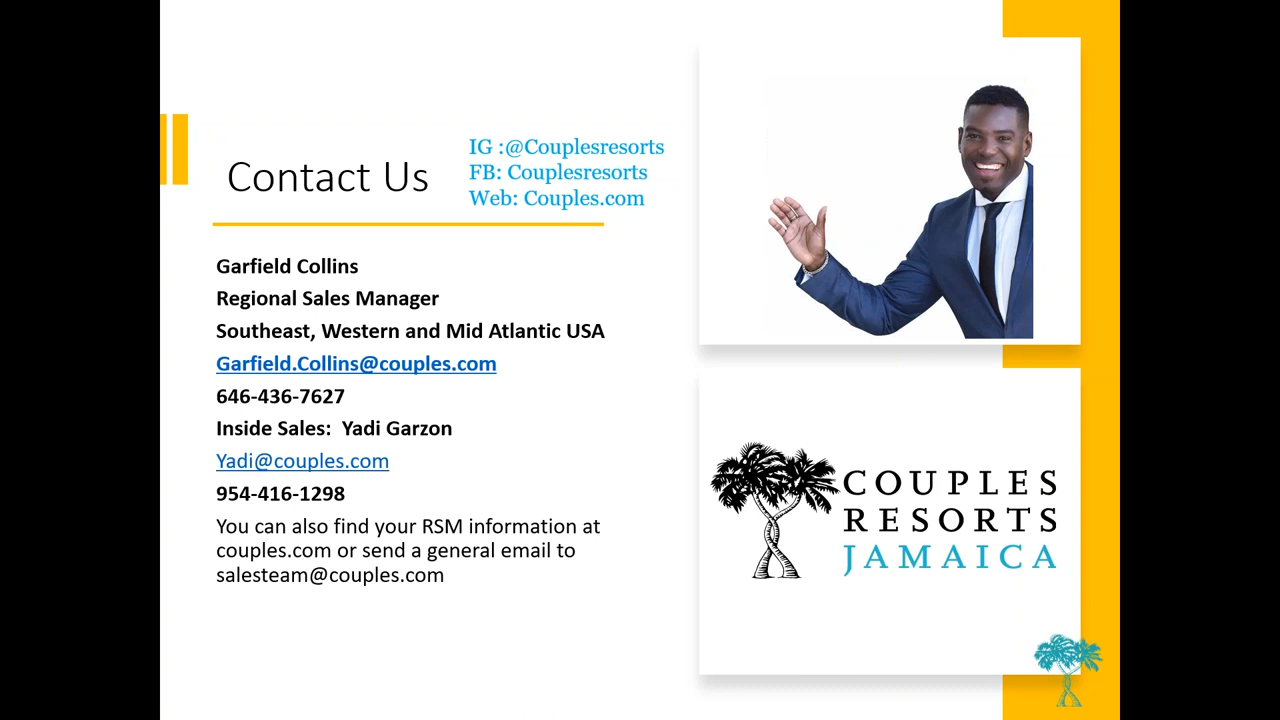 Contact Us
IG :@Couplesresorts
FB: Couplesresorts
Web: Couples.com
Garfield Collins
Regional Sales Manager
Southeast, Western and Mid Atlantic USA
Garfield.Collins@couples.com
646-436-7627
Inside Sales:  Yadi Garzon
Yadi@couples.com
954-416-1298
You can also find your RSM information at
couples.com or send a general email to
salesteam@couples.com
COUPLES
RESORTS
JAMAICA